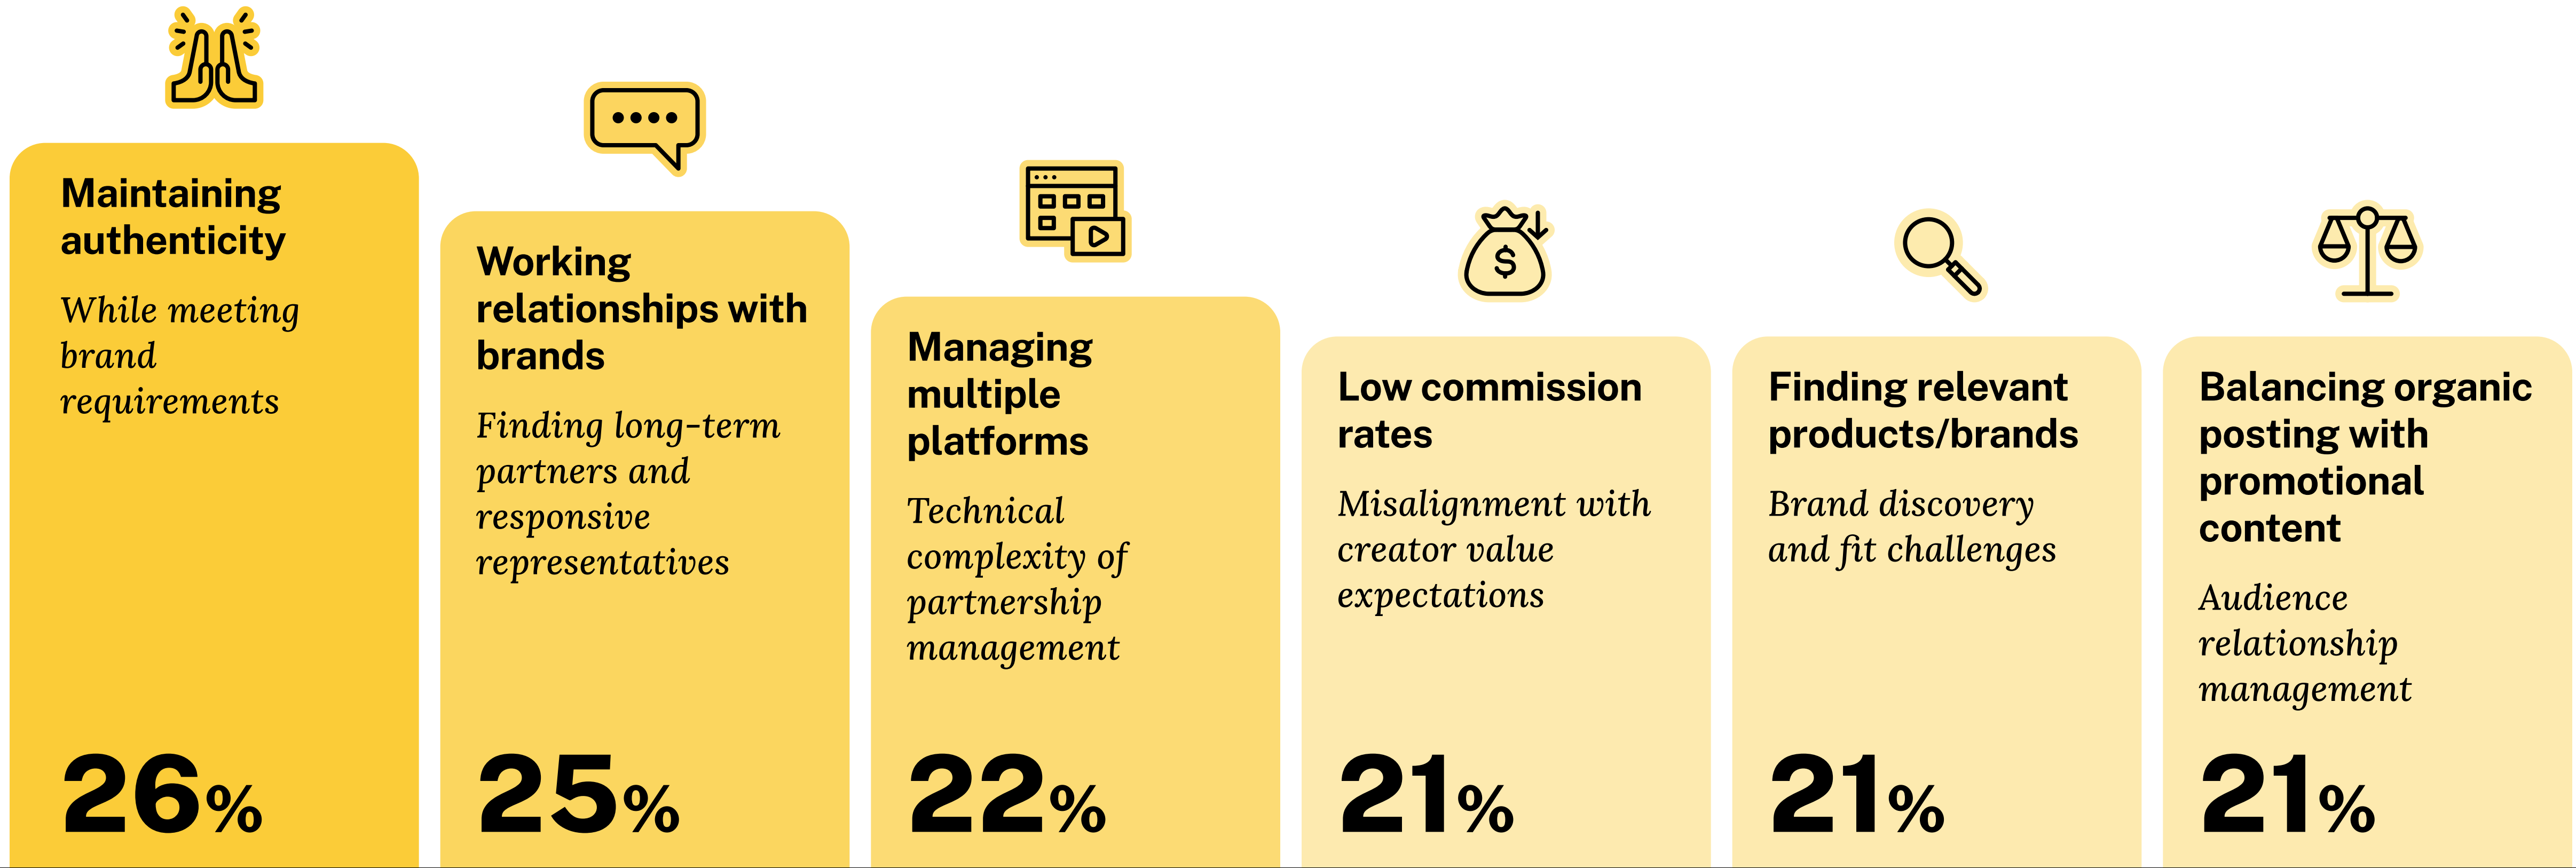 Maintaining
authenticity
While meeting
brand
requirements
26%
Working
relationships with
brands
Finding long-term
partners and
responsive
representatives
25%
Managing
multiple
platforms
Technical
complexity of
partnership
management
22%
Low commission
rates
Misalignment with
creator value
expectations
21%
Finding relevant
products/brands
Brand discovery
and fit challenges
21%
Balancing organic
posting with
promotional
content
Audience
relationship
management
21%